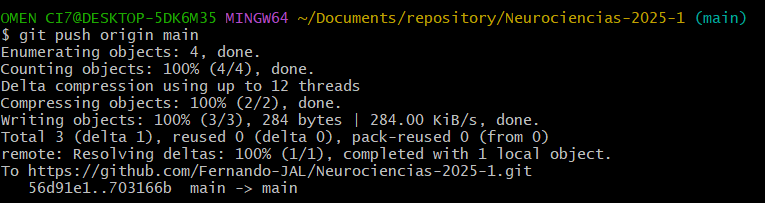 OMEN CI7@DESKTOP-5DK6M35 MINGW64 ~/Documents/repository/Neurociencias-2025-1 (main)
$ git push origin main
Enumerating objects: 4, done.
Counting objects: 100% (4/4), done.
Delta compression using up to 12 threads
Compressing objects: 100% (2/2), done.
Writing objects: 100% (3/3), 284 bytes | 284.00 KiB/s, done.
Total 3 (delta 1), reused 0 (delta 0), pack-reused 0 (from 0)
remote: Resolving deltas: 100% (1/1), completed with 1 local object.
To https://github.com/Fernando-JAL/Neurociencias-2025-1.git
   56d91e1..703166b  main -> main